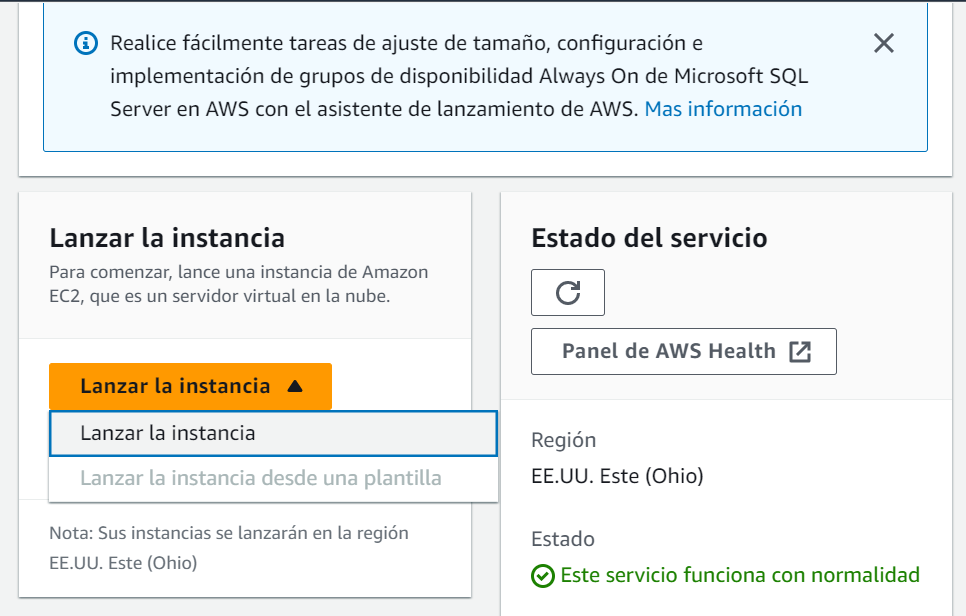 Realice fácilmente tareas de ajuste de tamaño, configuración e
implementación de grupos de disponibilidad Always On de Microsoft SQL
Server en AWS con el asistente de lanzamiento de AWS. Mas información
Lanzar la instancia
Para comenzar, lance una instancia de Amazon
EC2, que es un servidor virtual en la nube.
Lanzar la instancia
Lanzar la instancia
Lanzar la instancia desde una plantilla
Nota: Sus instancias se lanzarán en la región
EE.UU. Este (Ohio)
Estado del servicio
Panel de AWS Health
Región
EE.UU. Este (Ohio)
Estado
Este servicio funciona con normalidad